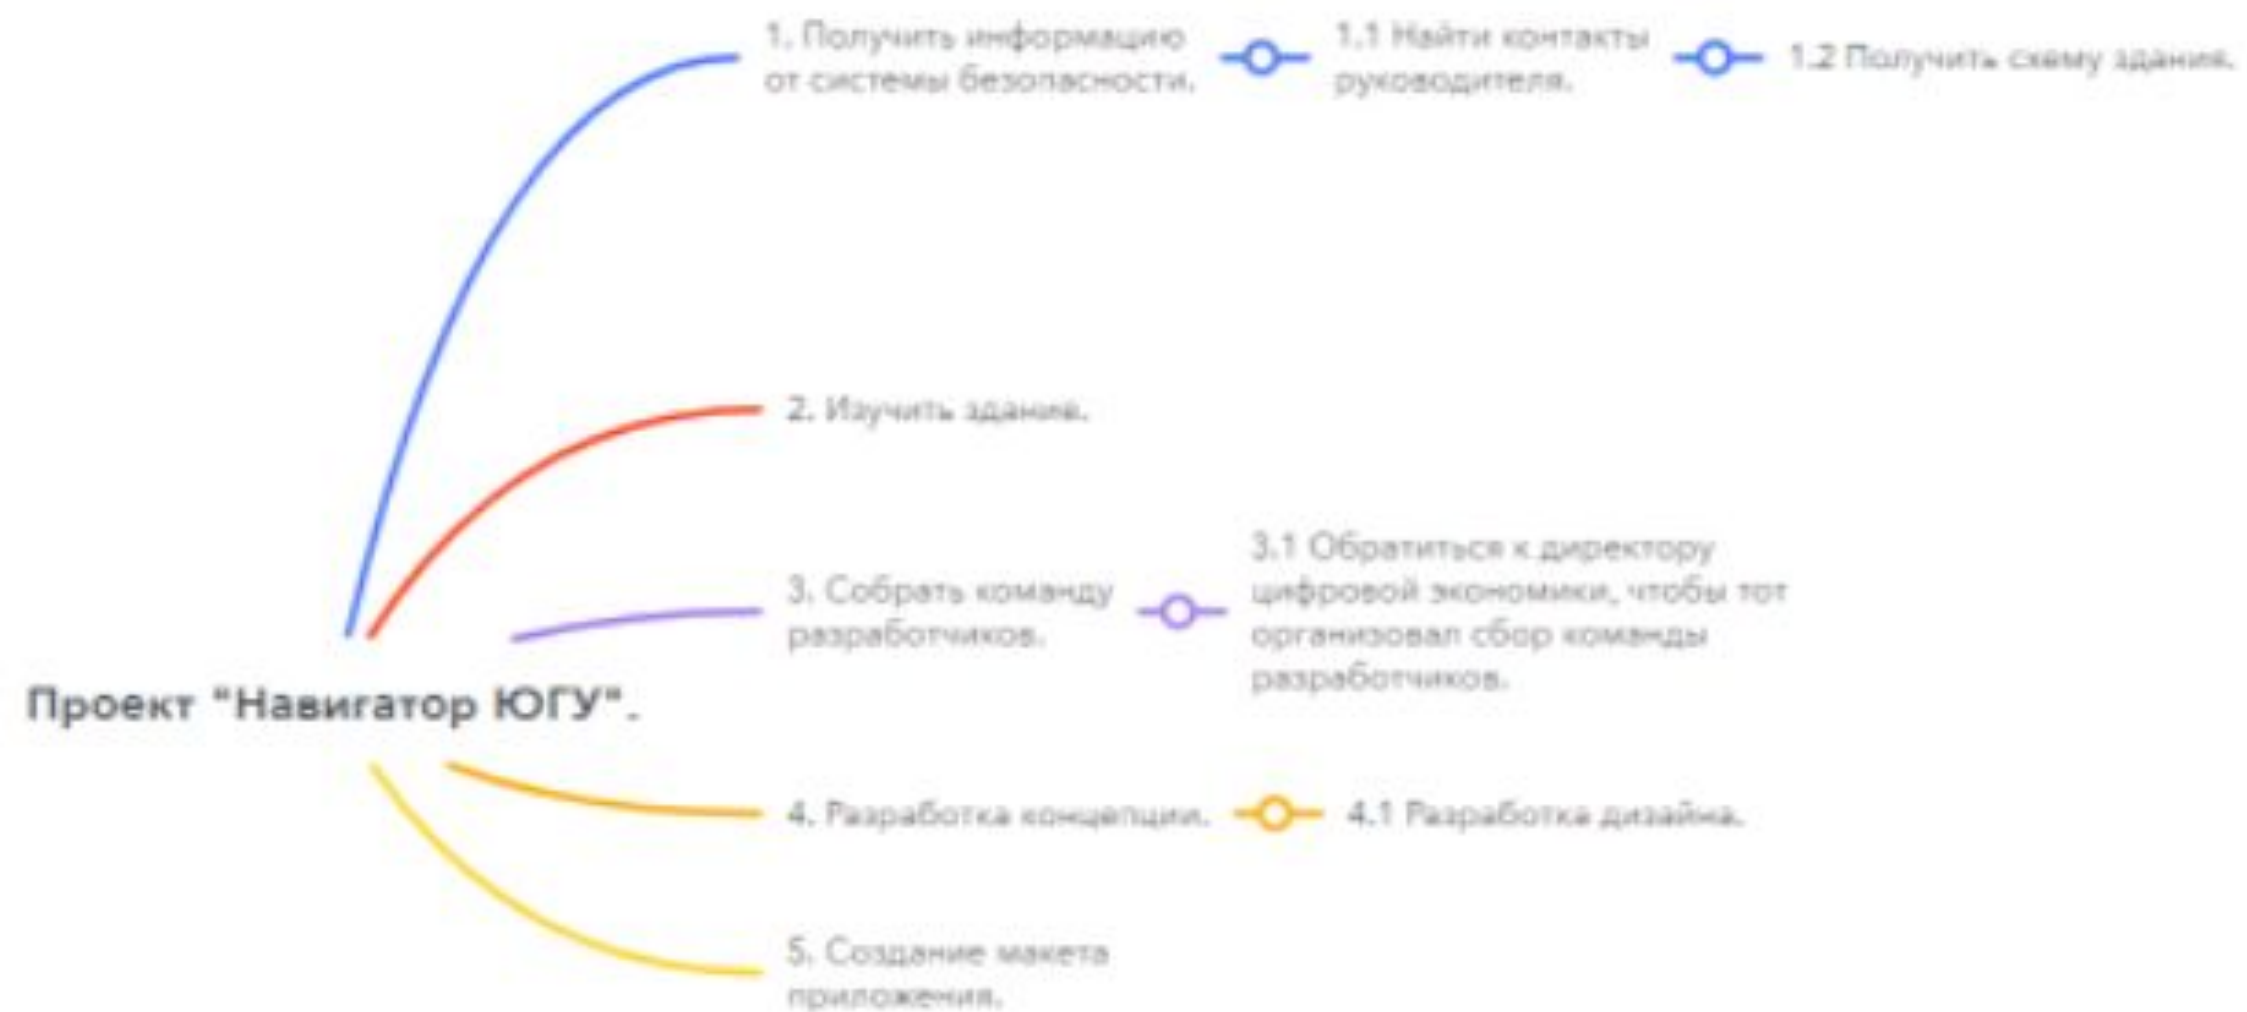 1. Получить информацию
от системы безопасности.
1.1 Найти контакты
руководителя.
1.2 Получить схему здания.
2. Изучить здания.
3. Собрать команду
разработчиков.
3.1 Обратиться к директору
цифровой экономики, чтобы тот
организовал сбор команды
разработчиков.
Проект "Навигатор ЮГУ".
4. Разработка концепции.
4.1 Разработка дизайна.
5. Создание макета
приложения.